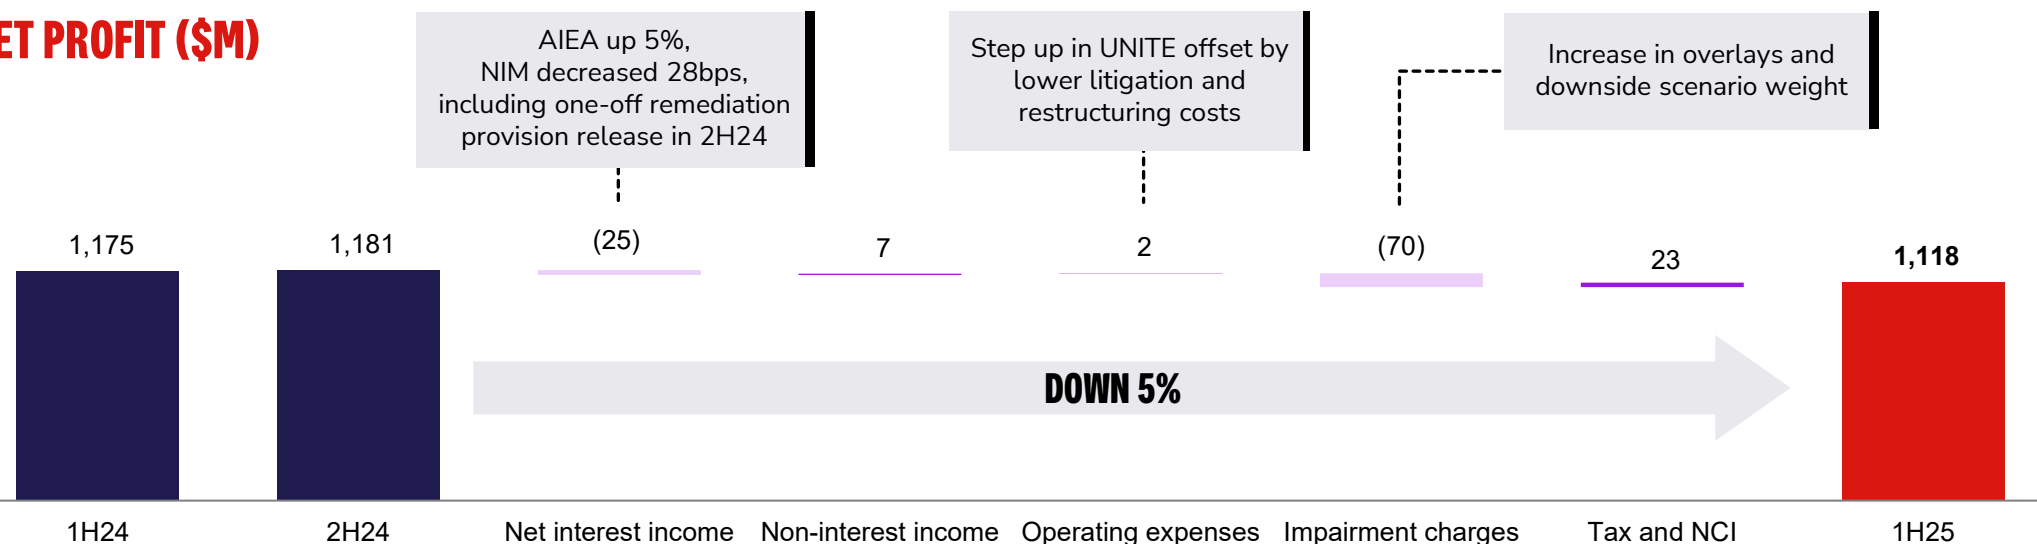 ET PROFIT ($M)
AIEA up 5%,
NIM decreased 28bps,
including one-off remediation
provision release in 2H24
Step up in UNITE offset by
lower litigation and
restructuring costs
Increase in overlays and
downside scenario weight
1,175
1,181
(25)
7
2
(70)
23
1,118
DOWN 5%
1H24
2H24
Net interest income
Non-interest income
Operating expenses
Impairment charges
Tax and NCI
1H25